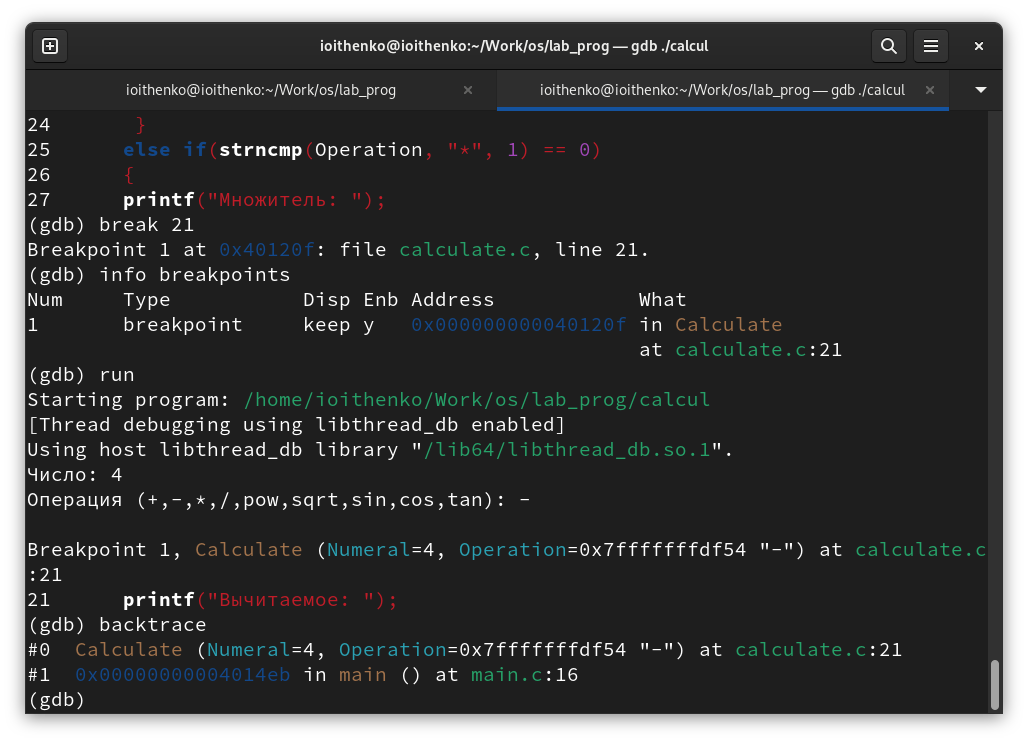 ioithenko@ioithenko:~/Work/os/lab_prog — gdb ./calcul
ioithenko@ioithenko:~/Work/os/lab_prog
ioithenko@ioithenko:~/Work/os/lab_prog — gdb ./calcul
24       }
25      else if(strncmp(Operation, "*", 1) == 0)
26      {
27      printf("Множитель: ");
(gdb) break 21
Breakpoint 1 at 0x40120f: file calculate.c, line 21.
(gdb) info breakpoints
Num     Type           Disp Enb Address            What
1       breakpoint     keep y   0x000000000040120f in Calculate
                                                   at calculate.c:21
(gdb) run
Starting program: /home/ioithenko/Work/os/lab_prog/calcul
[Thread debugging using libthread_db enabled]
Using host libthread_db library "/lib64/libthread_db.so.1".
Число: 4
Операция (+,-,*,/,pow,sqrt,sin,cos,tan): -
Breakpoint 1, Calculate (Numeral=4, Operation=0x7fffffffdf54 "-") at calculate.c
:21
21      printf("Вычитаемое: ");
(gdb) backtrace
#0  Calculate (Numeral=4, Operation=0x7fffffffdf54 "-") at calculate.c:21
#1  0x00000000004014eb in main () at main.c:16
(gdb)